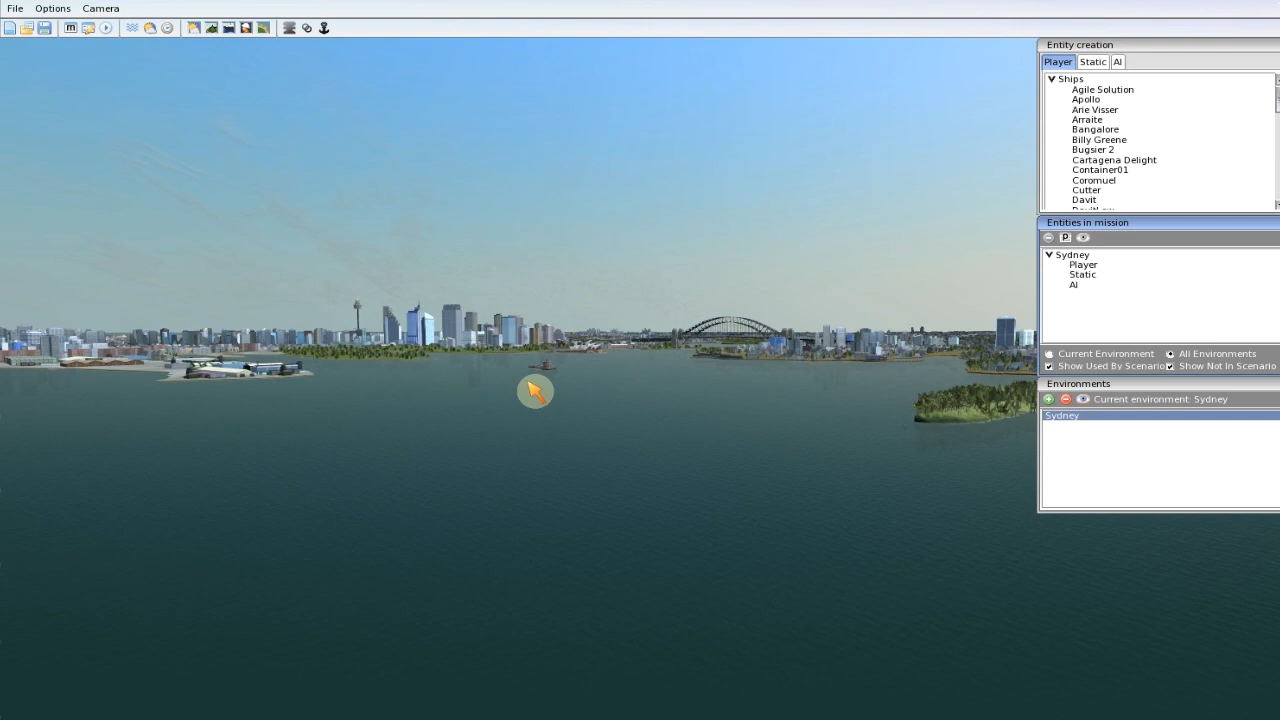 File Options Camera
m
Entity creation
Player Static AI
Ships
Agile Solution
Apollo
Arie Visser
Arraite
Bangalore
Billy Greene
Bugsier 2
Cartagena Delight
Container01
Coromuel
Cutter
Davit
Entities in mission
P
Sydney
Player
Static
AI
Current Environment All Environments
Show Used By Scenario Show Not In Scenario
Environments
Current environment: Sydney
Sydney